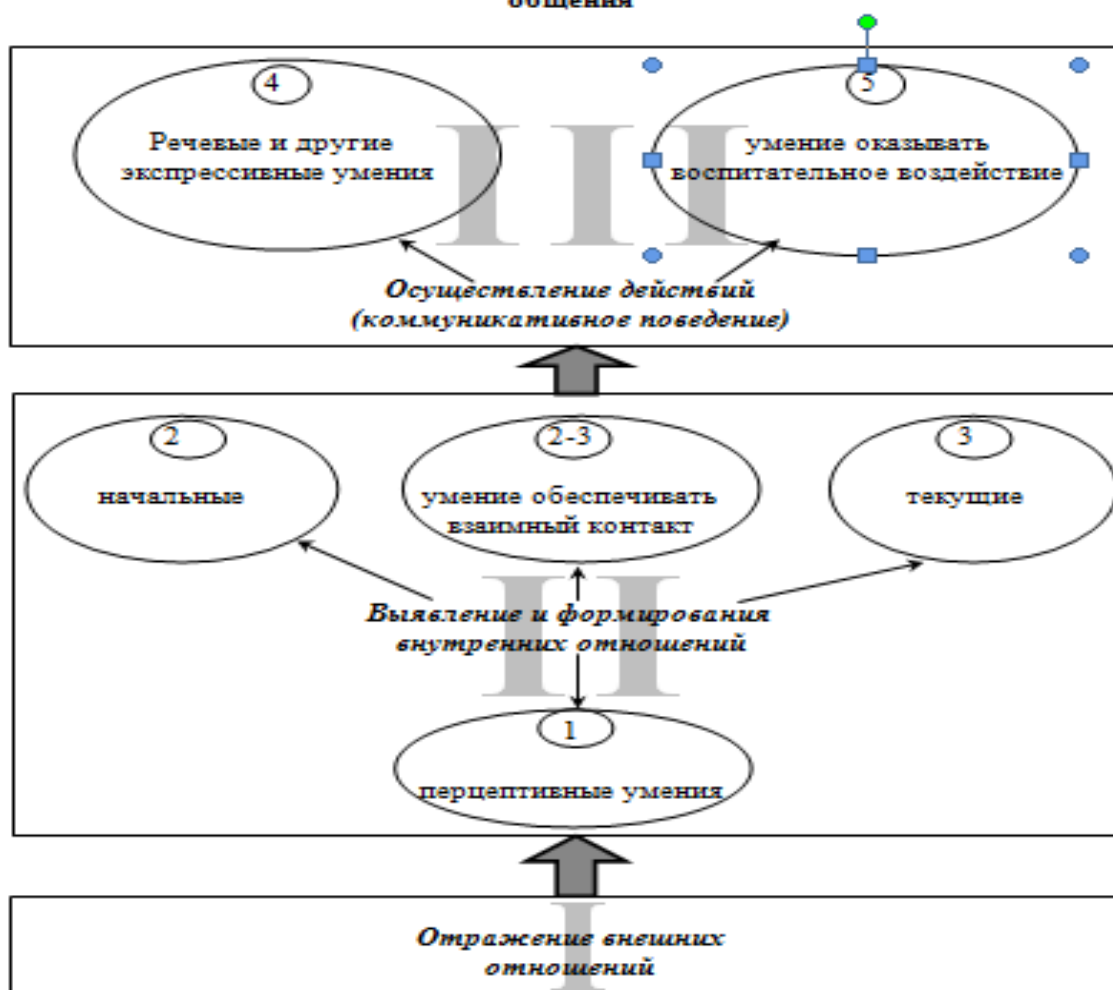 общения
4
Речевые и другие
экспрессивные умения
5
умение оказывать
воспитательное воздействие
III
Осуществление действий
(коммуникативное поведение)
2
начальные
2-3
умение обеспечивать
взаимный контакт
3
текущие
II
Выявление и формирования
внутренних отношений
1
перцептивные умения
I
Отражение внешних
отношений